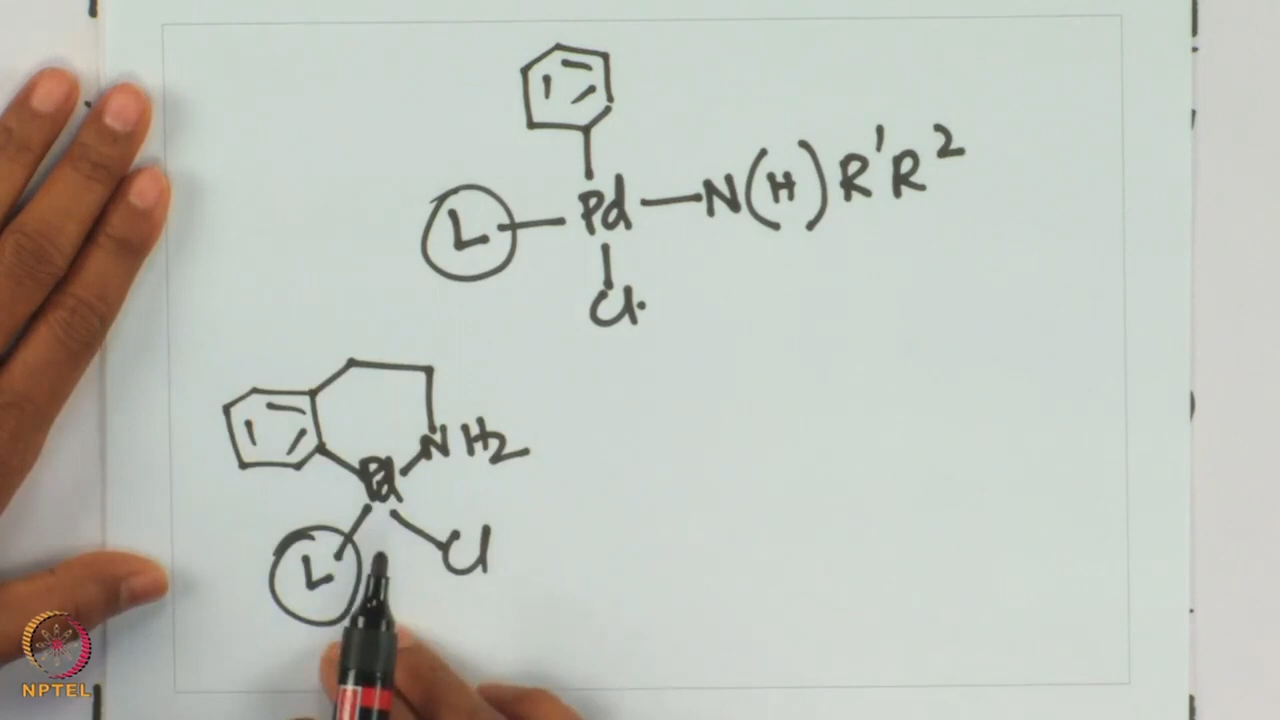 L Pd N(H)R'R²
Cl
NH2
Pd
L Cl
NPTEL